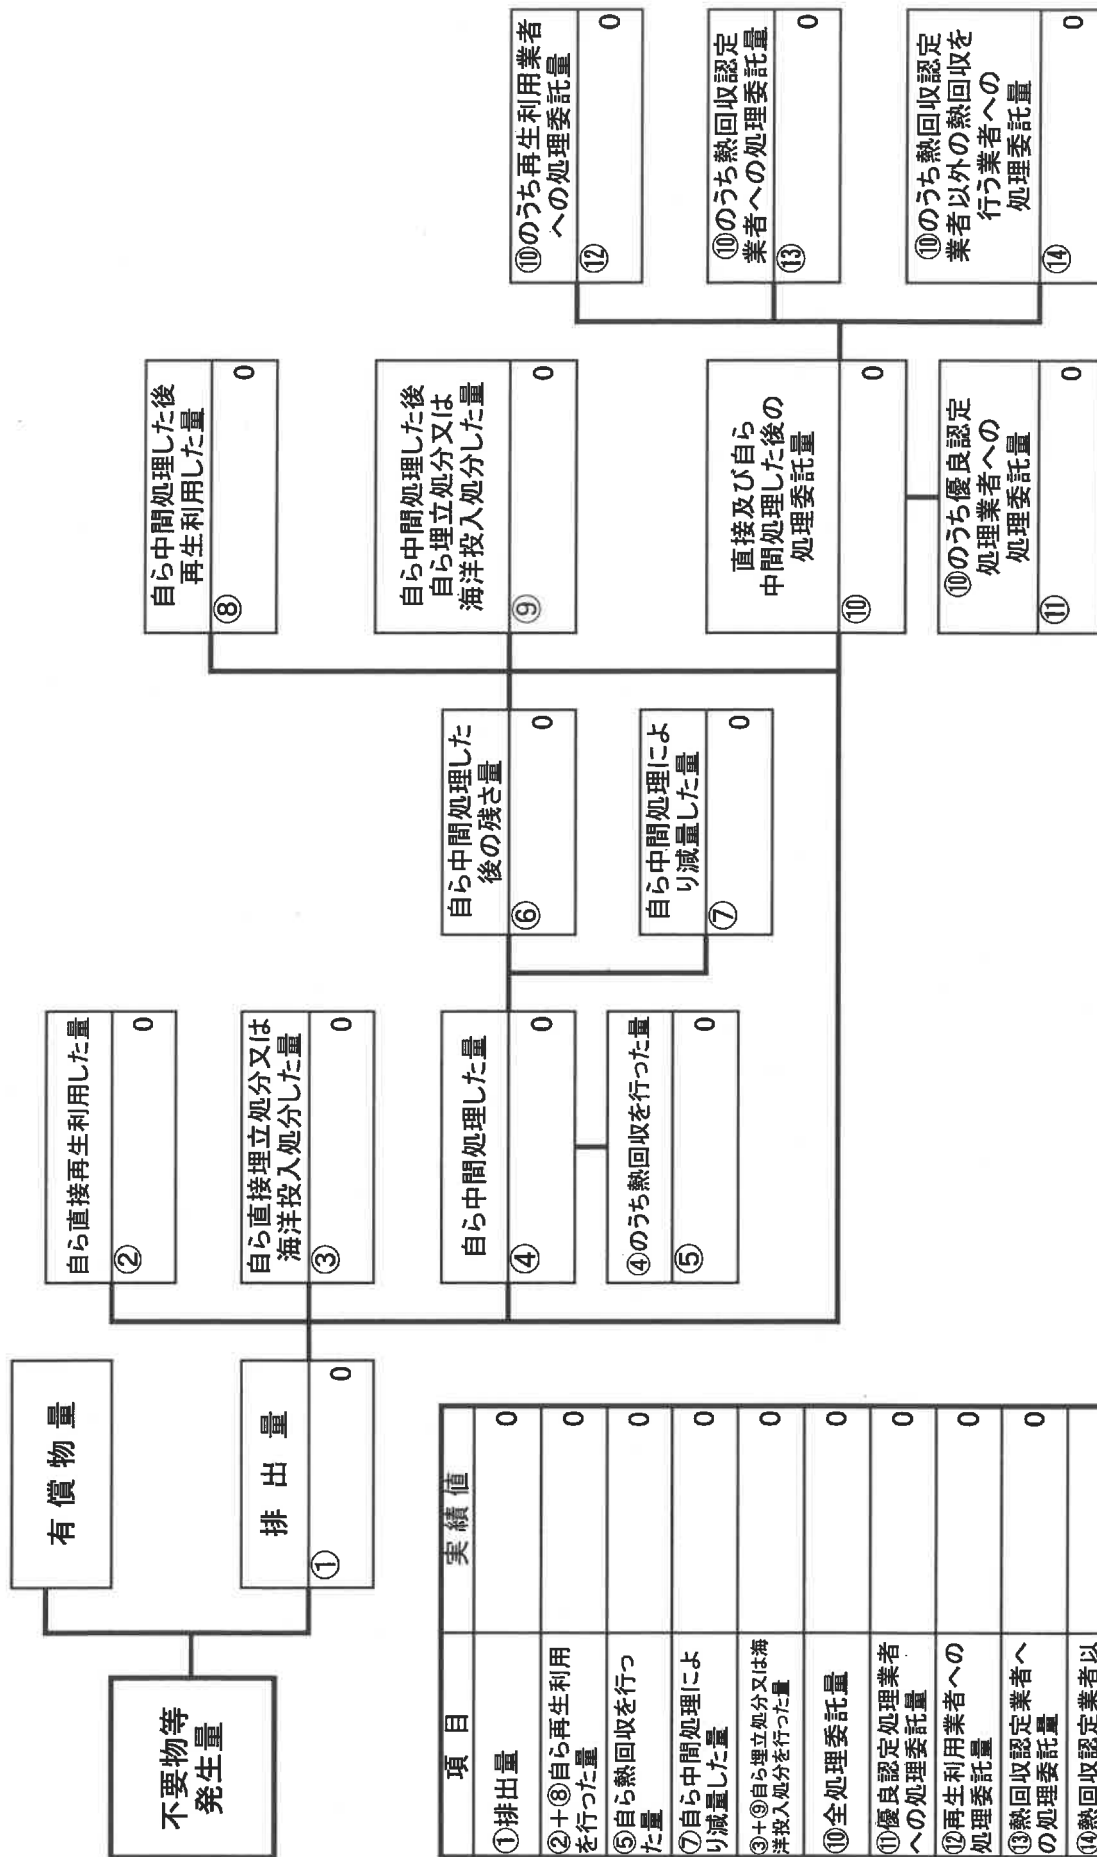 不要物等
発生量
有 償 物 量
排 出 量
①
0
自ら直接再生利用した量
②
0
自ら直接埋立処分又は
海洋投入処分した量
③
0
自ら中間処理した量
④
0
④のうち熱回収を行った量
⑤
0
自ら中間処理した
後の残さ量
⑥
0
自ら中間処理によ
り減量した量
⑦
0
自ら中間処理した後
再生利用した量
⑧
0
自ら中間処理した後
自ら埋立処分又は
海洋投入処分した量
⑨
0
直接及び自ら
中間処理した後の
処理委託量
⑩
0
⑩のうち優良認定
処理業者への
処理委託量
⑪
0
⑩のうち再生利用業者
への処理委託量
⑫
0
⑩のうち熱回収認定
業者への処理委託量
⑬
0
⑩のうち熱回収認定
業者以外の熱回収を
行う業者への
処理委託量
⑭
0
項 目
実 績 値
①排出量
0
②+⑧自ら再生利用
を行った量
0
⑤自ら熱回収を行っ
た量
0
⑦自ら中間処理によ
り減量した量
0
③+⑨自ら埋立処分又は海
洋投入処分を行った量
0
⑩全処理委託量
0
⑪優良認定処理業者
への処理委託量
0
⑫再生利用業者への
処理委託量
0
⑬熱回収認定業者へ
の処理委託量
0
⑭熱回収認定業者以
0